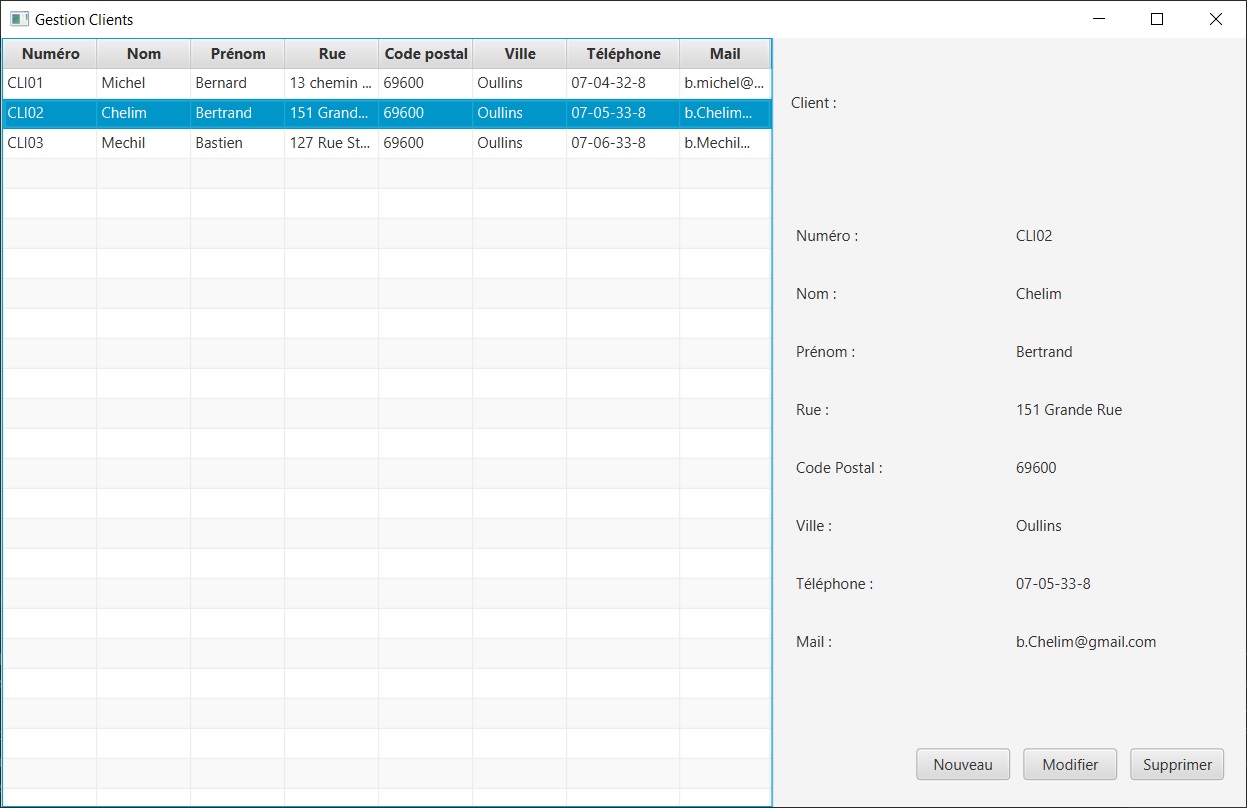 Gestion Clients
Numéro Nom Prénom Rue Code postal Ville Téléphone Mail
CLI01 Michel Bernard 13 chemin ... 69600 Oullins 07-04-32-8 b.michel@...
CLI02 Chelim Bertrand 151 Grand... 69600 Oullins 07-05-33-8 b.Chelim...
CLI03 Mechil Bastien 127 Rue St... 69600 Oullins 07-06-33-8 b.Mechil...
Client :
Numéro : CLI02
Nom : Chelim
Prénom : Bertrand
Rue : 151 Grande Rue
Code Postal : 69600
Ville : Oullins
Téléphone : 07-05-33-8
Mail : b.Chelim@gmail.com
Nouveau Modifier Supprimer